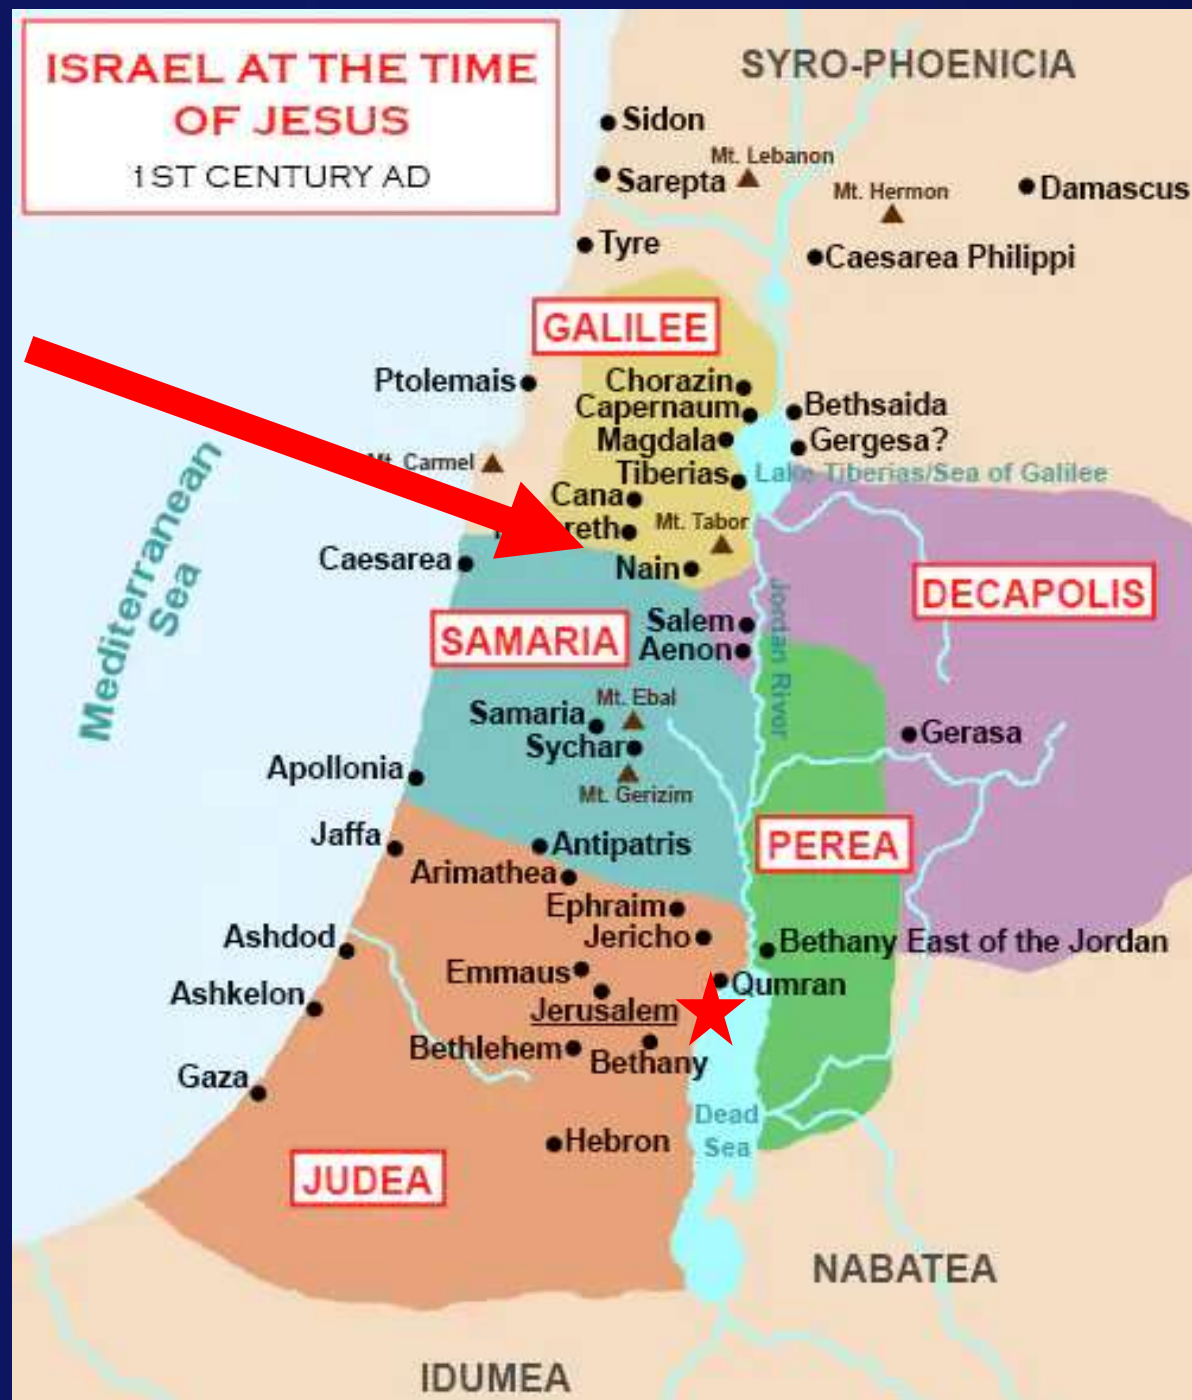 ISRAEL AT THE TIME
OF JESUS
1ST CENTURY AD
SYRO-PHOENICIA
Sidon
Mt. Lebanon
Sarepta
Mt. Hermon
Damascus
Tyre
Caesarea Philippi
GALILEE
Ptolemais
Chorazin
Capernaum
Bethsaida
Magdala
Gergesa?
Mt. Carmel
Tiberias
Lake Tiberias/Sea of Galilee
Cana
Mt. Tabor
Caesarea
Nain
Mediterranean
Sea
DECAPOLIS
Jordan River
Salem
SAMARIA
Aenon
Mt. Ebal
Samaria
Sychar
Gerasa
Apollonia
Mt. Gerizim
Jaffa
Antipatris
PEREA
Arimathea
Ephraim
Ashdod
Jericho
Bethany East of the Jordan
Emmaus
Qumran
Ashkelon
Jerusalem
Bethlehem
Bethany
Gaza
Dead
Sea
Hebron
JUDEA
NABATEA
IDUMEA